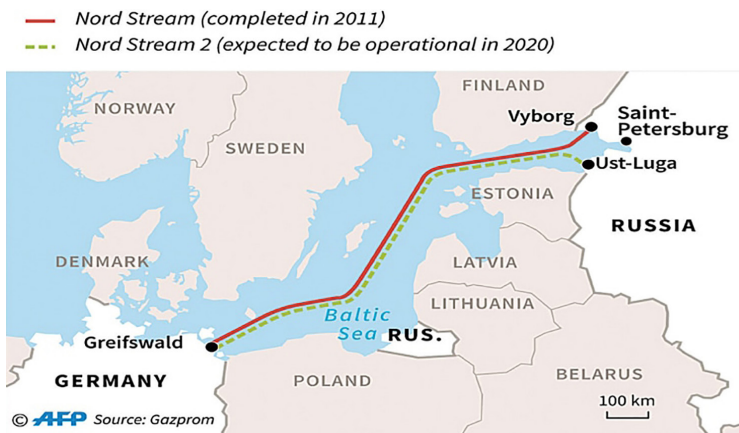 Nord Stream (completed in 2011)
Nord Stream 2 (expected to be operational in 2020)
FINLAND
NORWAY
Vyborg
Saint-
Petersburg
SWEDEN
Ust-Luga
ESTONIA
RUSSIA
DENMARK
LATVIA
LITHUANIA
Baltic
Sea
RUS.
Greifswald
GERMANY
POLAND
BELARUS
100 km
© AFP Source: Gazprom